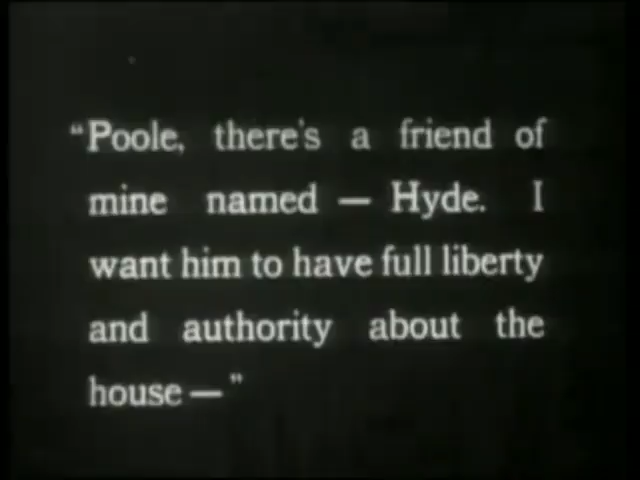 “Poole, there's a friend of
mine named — Hyde. I
want him to have full liberty
and authority about the
house — ”